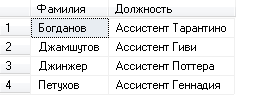 Фамилия Должность
1 Богданов Ассистент Тарантино
2 Джамшутов Ассистент Гиви
3 Джинжер Ассистент Поттера
4 Петухов Ассистент Геннадия